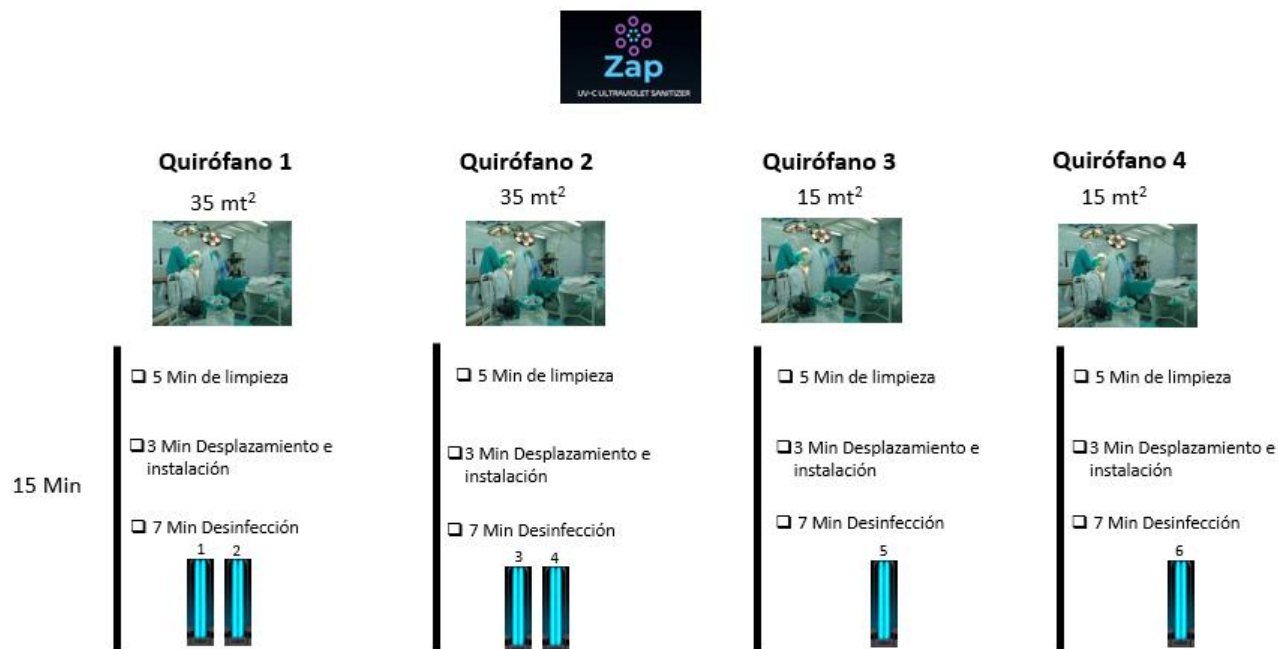 Zap
UV-C ULTRAVIOLET SANITIZER
Quirófano 1
35 mt²
Quirófano 2
35 mt²
Quirófano 3
15 mt²
Quirófano 4
15 mt²
15 Min
5 Min de limpieza
3 Min Desplazamiento e
instalación
7 Min Desinfección
1 2
5 Min de limpieza
3 Min Desplazamiento e
instalación
7 Min Desinfección
3 4
5 Min de limpieza
3 Min Desplazamiento e
instalación
7 Min Desinfección
5
5 Min de limpieza
3 Min Desplazamiento e
instalación
7 Min Desinfección
6